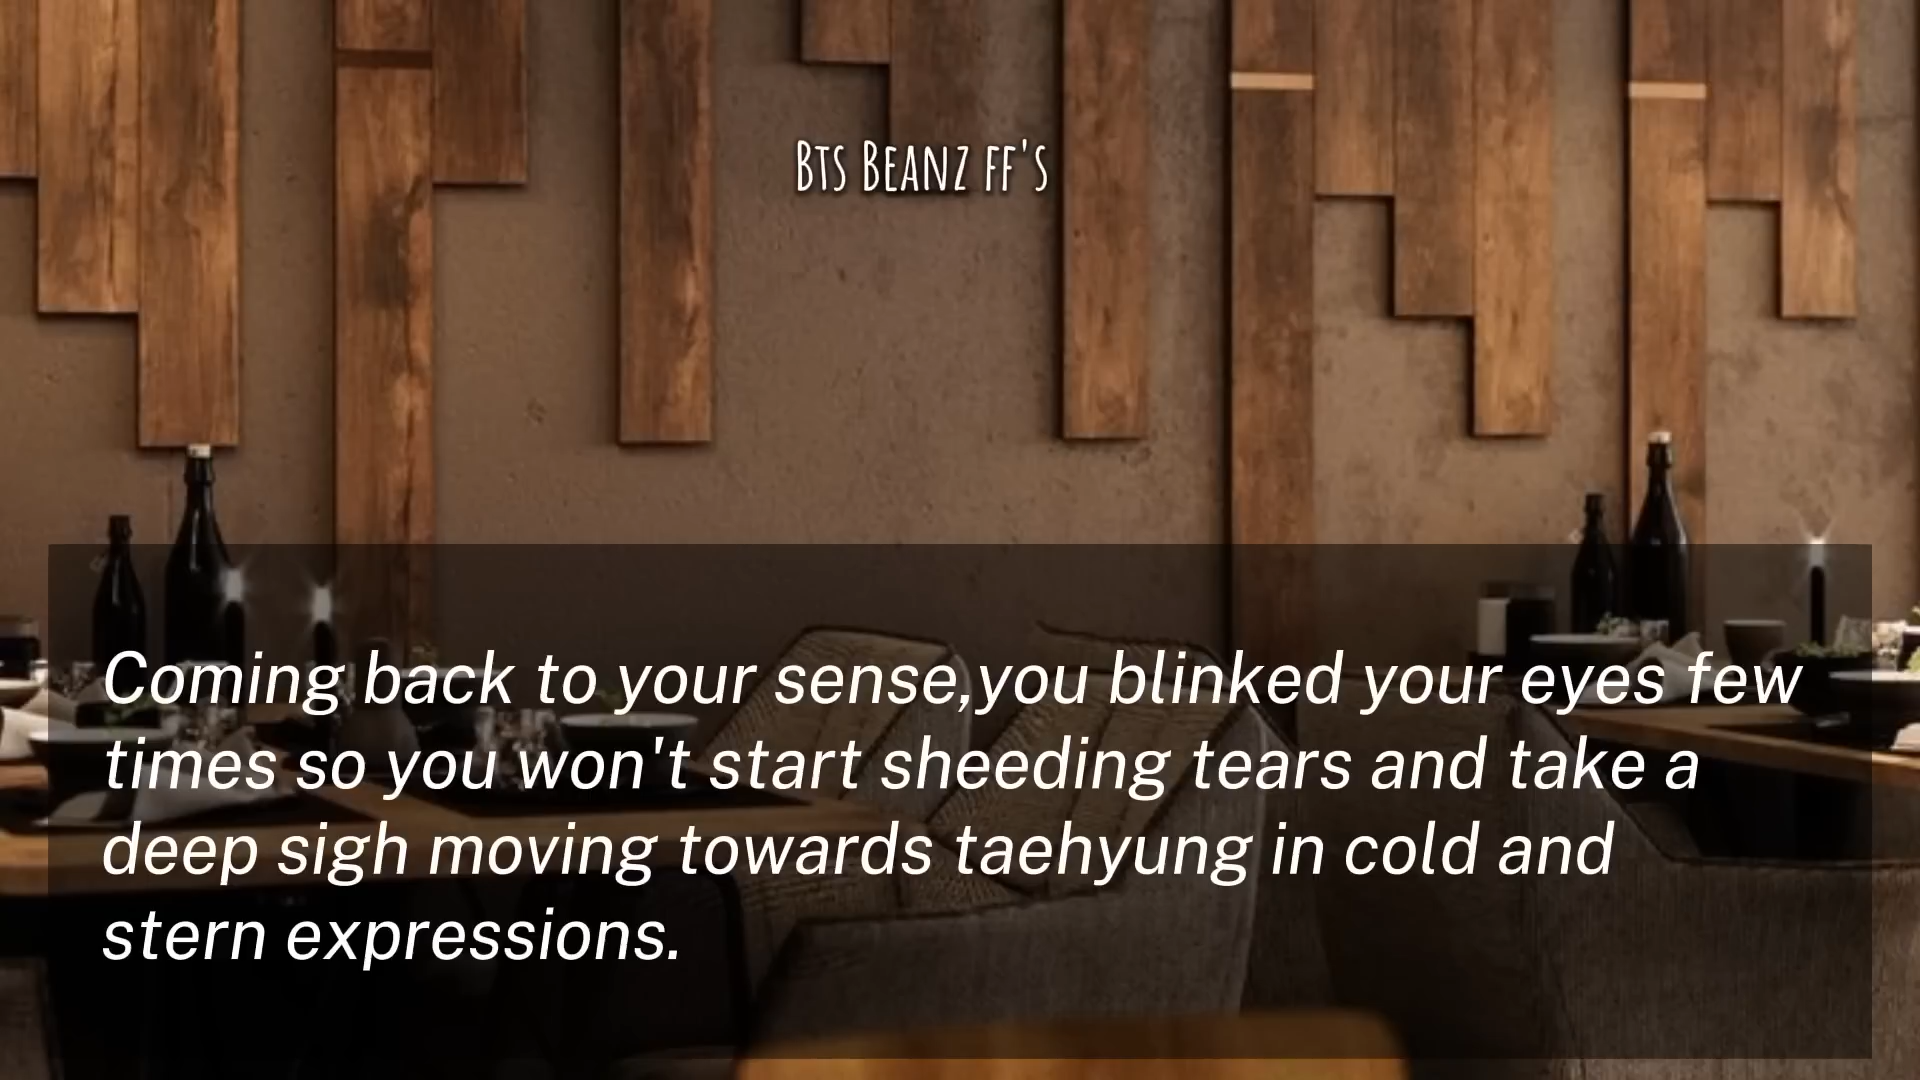 Bts Beanz ff's
Coming back to your sense,you blinked your eyes few
times so you won't start sheeding tears and take a
deep sigh moving towards taehyung in cold and
stern expressions.